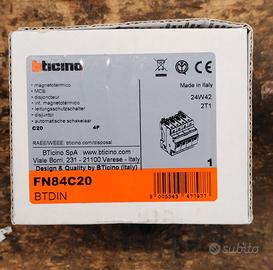 bticino
Made in Italy
• magnetotermico
• MCB
• disjoncteur
• int. magnetotermico
• leitungsschutzschalter
• disjuntor
• automatische schakelaar
24W42
2T1
C20
4P
RAEE/WEEE: bticino.com/disposal
BTicino SpA www.bticino.com
Viale Borri, 231 - 21100 Varese - Italy
Design & Quality by BTicino (Italy)
1
FN84C20
BTDIN
subito